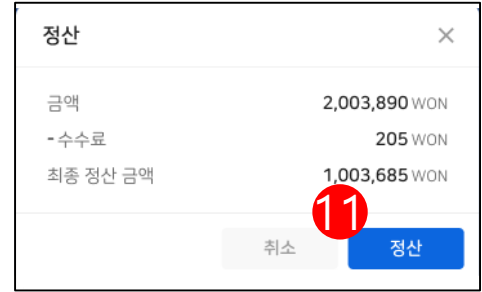 정산 ×
금액 2,003,890 WON
- 수수료 205 WON
최종 정산 금액 1,003,685 WON
11
취소 정산